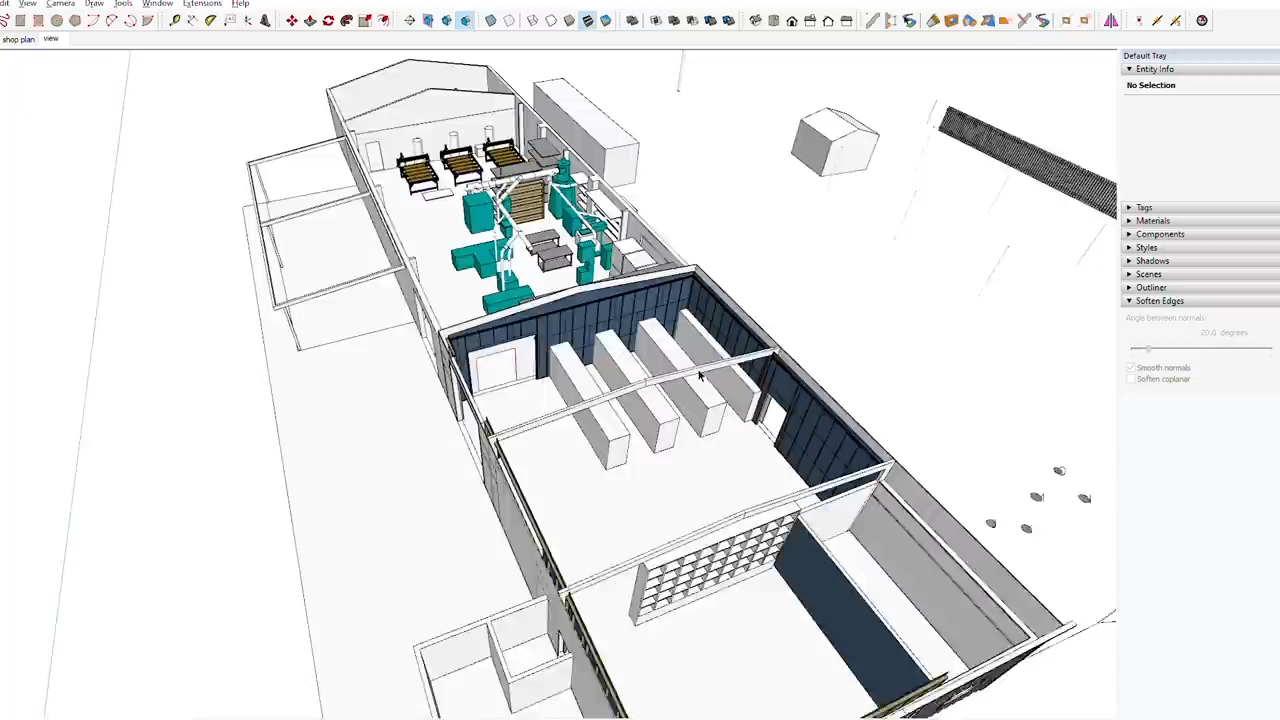 dit View Camera Draw Tools Window Extensions Help
shop plan view
Default Tray
Entity Info
No Selection
Tags
Materials
Components
Styles
Shadows
Scenes
Outliner
Soften Edges
Angle between normals:
20.0 degrees
Smooth normals
Soften coplanar